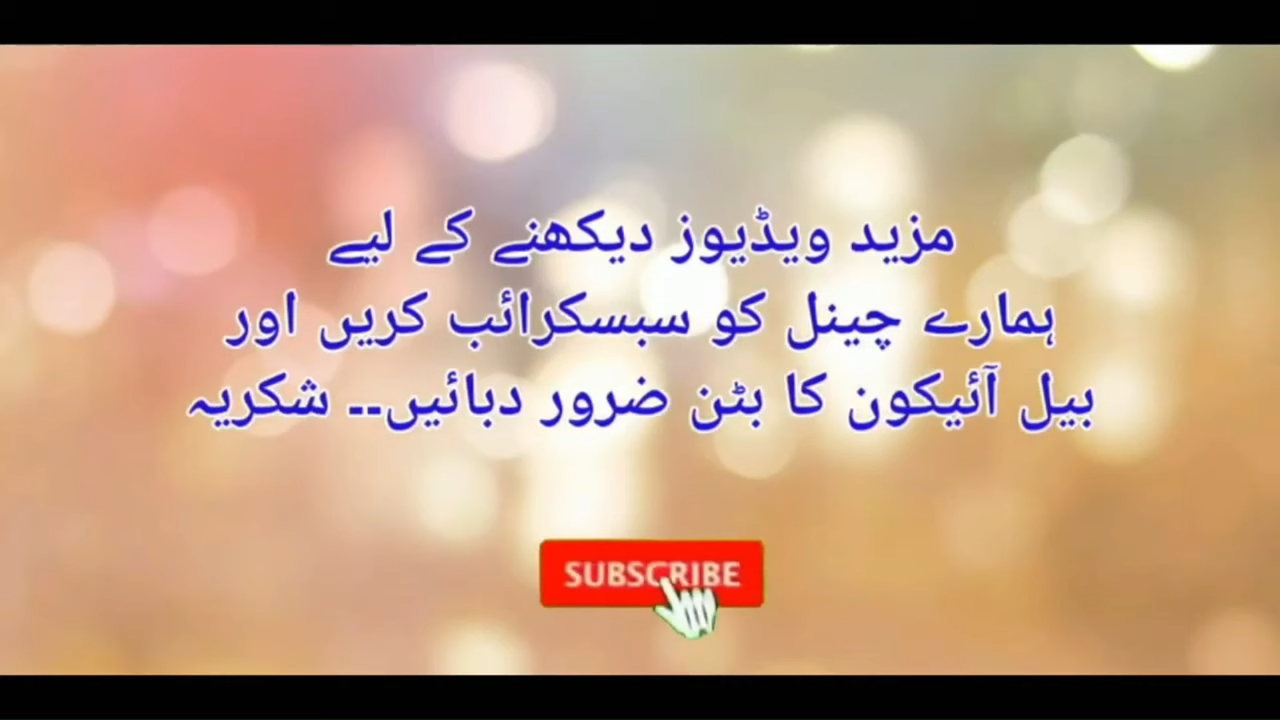 مزید ویڈیوز دیکھنے کے لیے
ہمارے چینل کو سبسکرائب کریں اور
بیل آئیکون کا بٹن ضرور دبائیں-- شکریہ
SUBSCRIBE